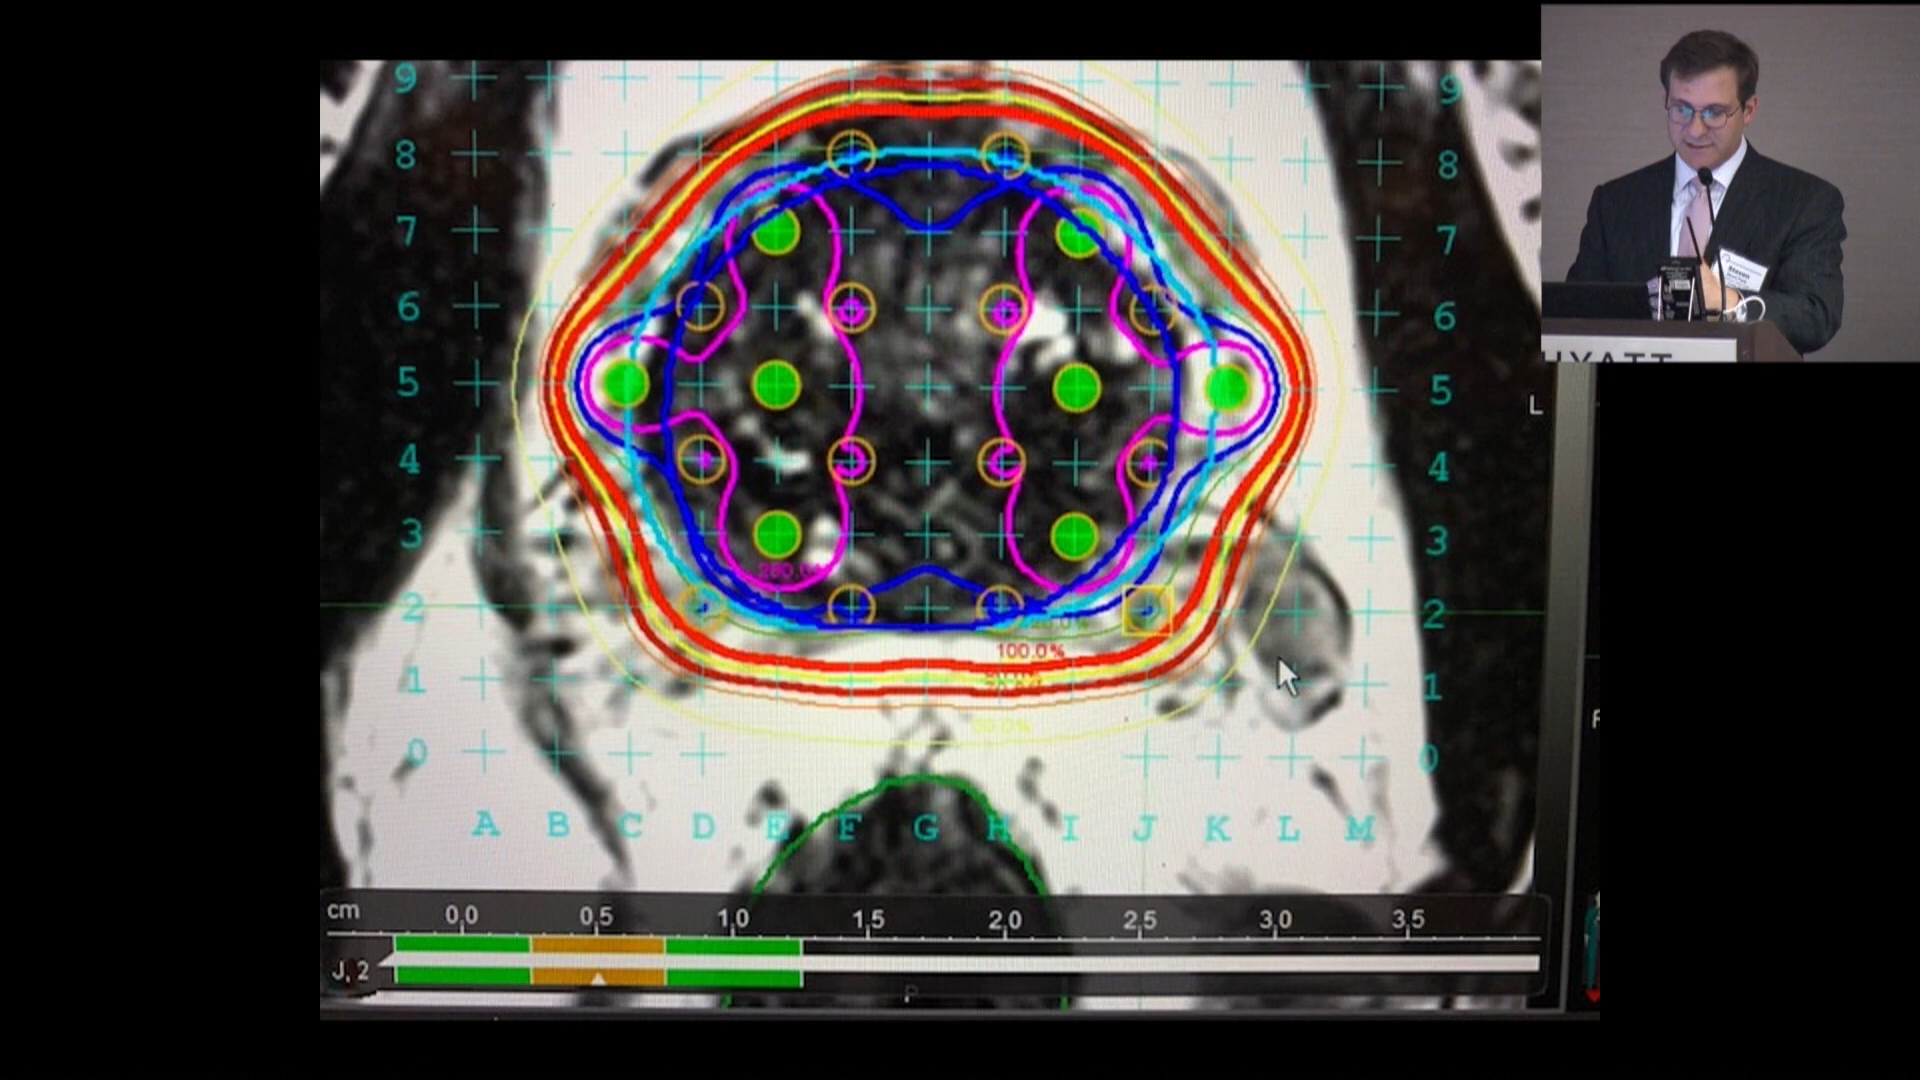 9 9
8 8
7 7
6 6
5 5
4 4
3 3
2 2
1 1
0 0
100.0%
A B C D E F G H I J K L M
L
cm 0,0 0,5 1,0 1,5 2,0 2,5 3,0 3,5
J, 2
P
Steven
HYATT